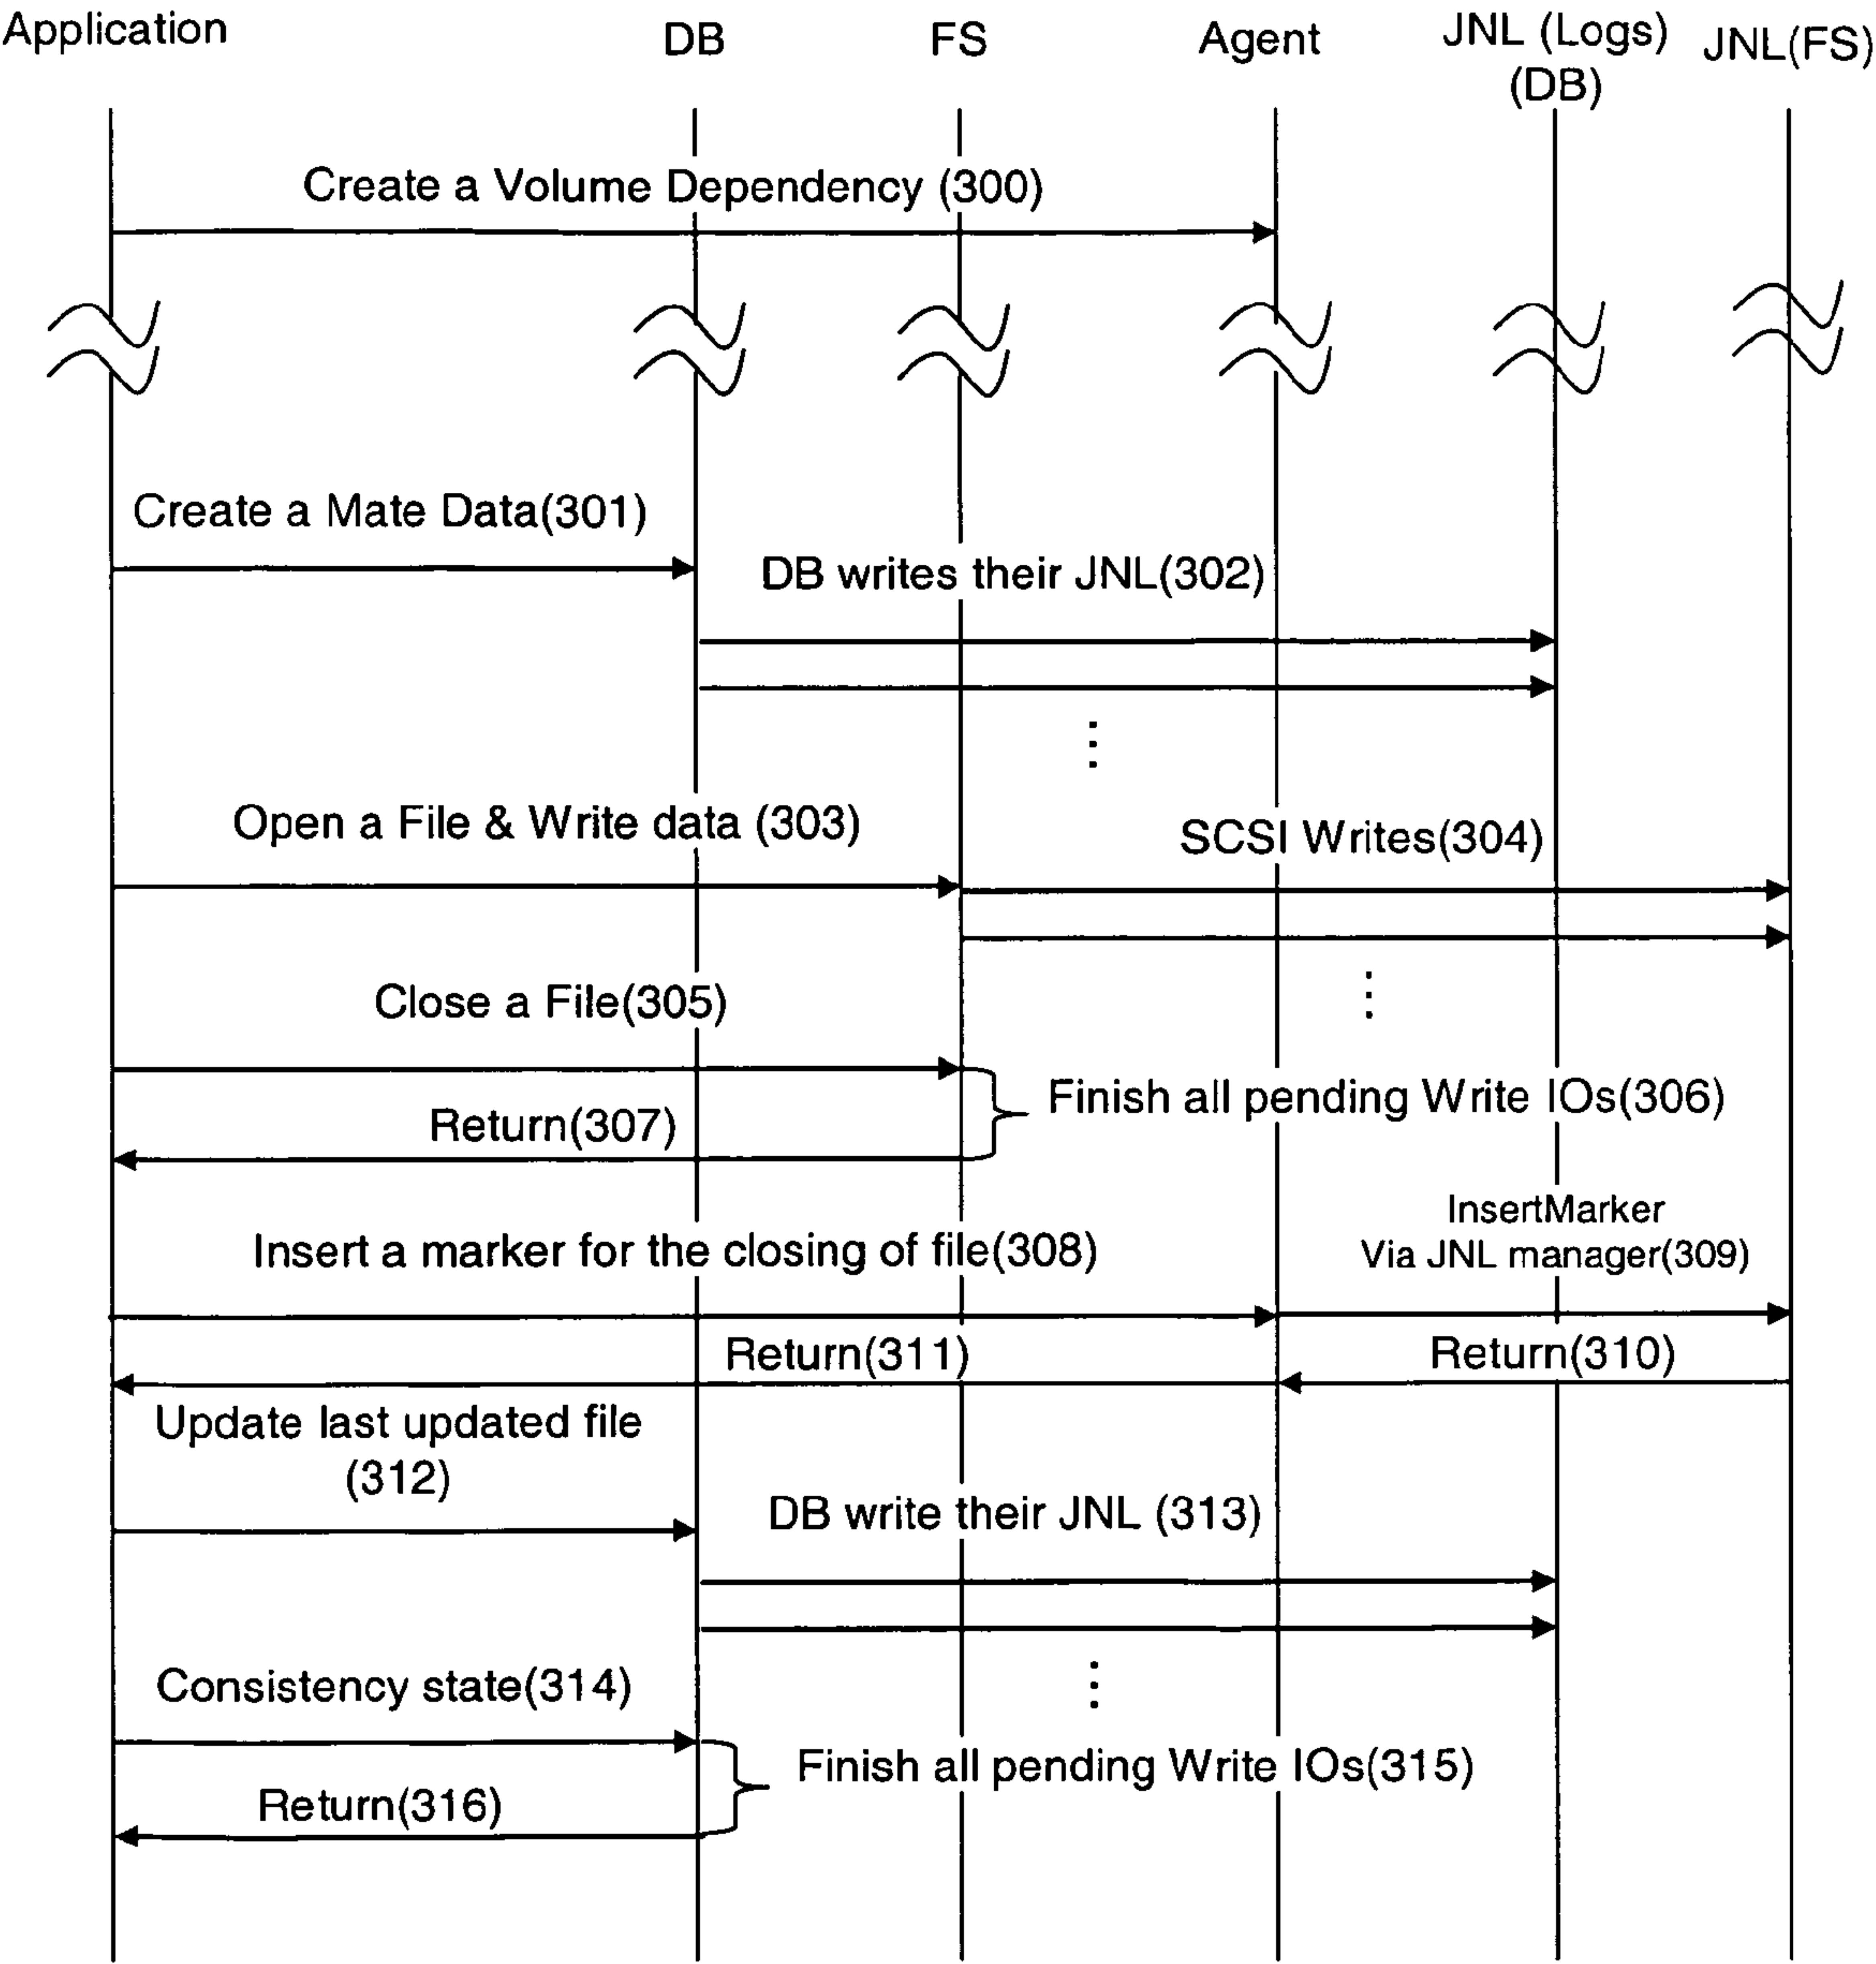 Application
DB
FS
Agent
JNL (Logs)
(DB)
JNL(FS)
Create a Volume Dependency (300)
Create a Mate Data(301)
DB writes their JNL(302)
Open a File & Write data (303)
SCSI Writes(304)
Close a File(305)
Finish all pending Write IOs(306)
Return(307)
InsertMarker
Via JNL manager(309)
Insert a marker for the closing of file(308)
Return(311)
Return(310)
Update last updated file
(312)
DB write their JNL (313)
Consistency state(314)
Finish all pending Write IOs(315)
Return(316)